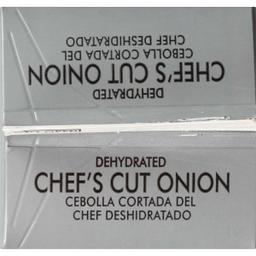 DEHYDRATED
CHEF'S CUT ONION
CEBOLLA CORTADA DEL
CHEF DESHIDRATADO
DEHYDRATED
CHEF'S CUT ONION
CEBOLLA CORTADA DEL
CHEF DESHIDRATADO